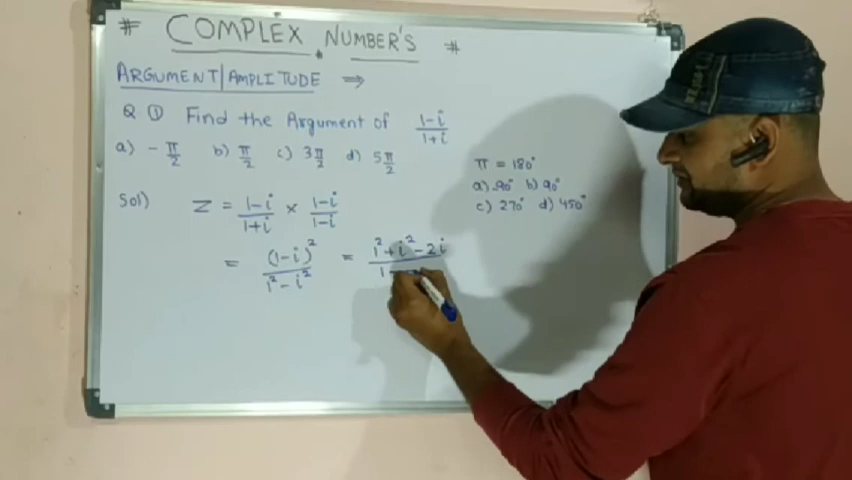 # COMPLEX NUMBER'S #
ARGUMENT/AMPLITUDE ⇒
Q ① Find the Argument of (1-i)/(1+i)
a) -π/2 b) π/2 c) 3π/2 d) 5π/2
π = 180°
a) -90° b) 90°
c) 270° d) 450°
Sol) Z = (1-i)/(1+i) × (1-i)/(1-i)
= (1-i)²/(1²-i²) = (1²+i²-2i)/(1-